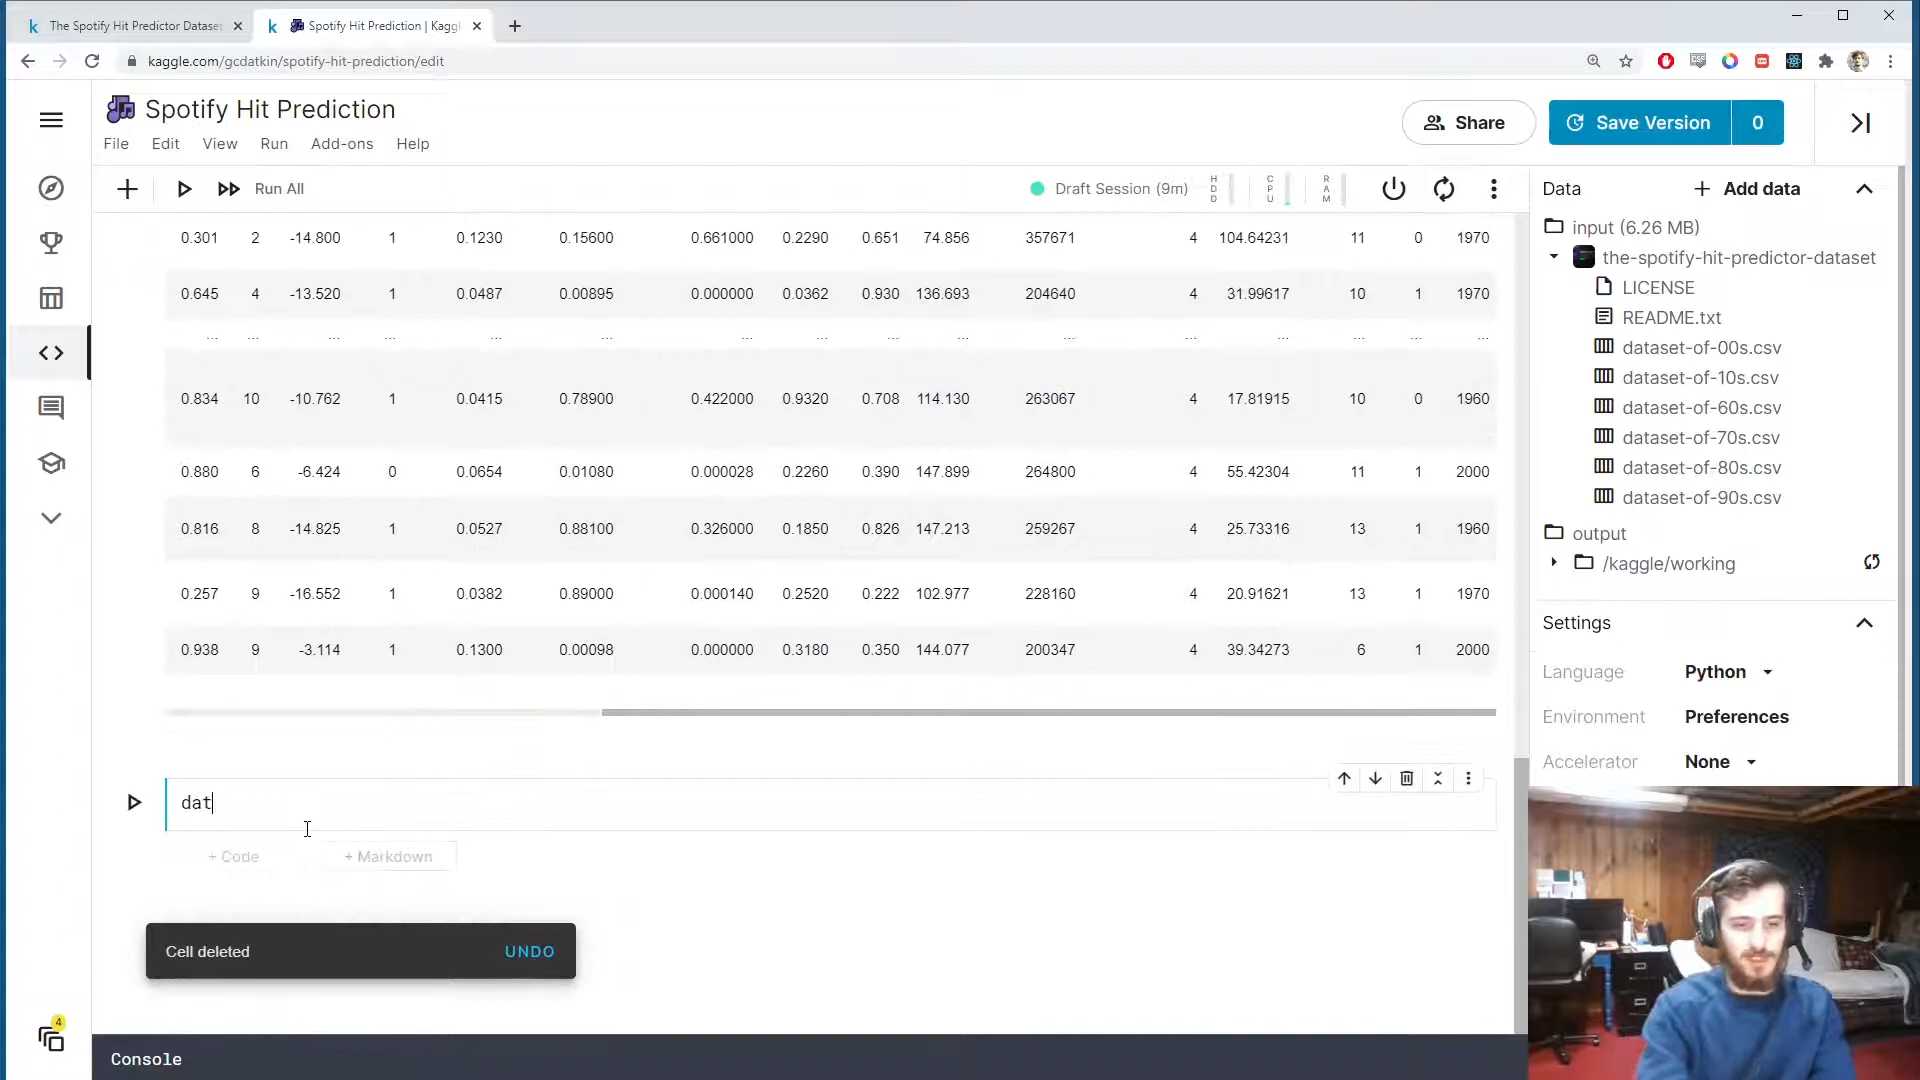 The Spotify Hit Predictor Dataset
Spotify Hit Prediction | Kaggl
kaggle.com/gcdatkin/spotify-hit-prediction/edit
Spotify Hit Prediction
File Edit View Run Add-ons Help
Share
Save Version 0
Run All
Draft Session (9m)
HDD
CPU
RAM
0.301 2 -14.800 1 0.1230 0.15600 0.661000 0.2290 0.651 74.856 357671 4 104.64231 11 0 1970
0.645 4 -13.520 1 0.0487 0.00895 0.000000 0.0362 0.930 136.693 204640 4 31.99617 10 1 1970
... ... ... ... ... ... ... ... ... ... ... ... ... ... ... ...
0.834 10 -10.762 1 0.0415 0.78900 0.422000 0.9320 0.708 114.130 263067 4 17.81915 10 0 1960
0.880 6 -6.424 0 0.0654 0.01080 0.000028 0.2260 0.390 147.899 264800 4 55.42304 11 1 2000
0.816 8 -14.825 1 0.0527 0.88100 0.326000 0.1850 0.826 147.213 259267 4 25.73316 13 1 1960
0.257 9 -16.552 1 0.0382 0.89000 0.000140 0.2520 0.222 102.977 228160 4 20.91621 13 1 1970
0.938 9 -3.114 1 0.1300 0.00098 0.000000 0.3180 0.350 144.077 200347 4 39.34273 6 1 2000
dat
+ Code
+ Markdown
Cell deleted UNDO
4
Console
Data
+ Add data
input (6.26 MB)
the-spotify-hit-predictor-dataset
LICENSE
README.txt
dataset-of-00s.csv
dataset-of-10s.csv
dataset-of-60s.csv
dataset-of-70s.csv
dataset-of-80s.csv
dataset-of-90s.csv
output
/kaggle/working
Settings
Language Python
Environment Preferences
Accelerator None